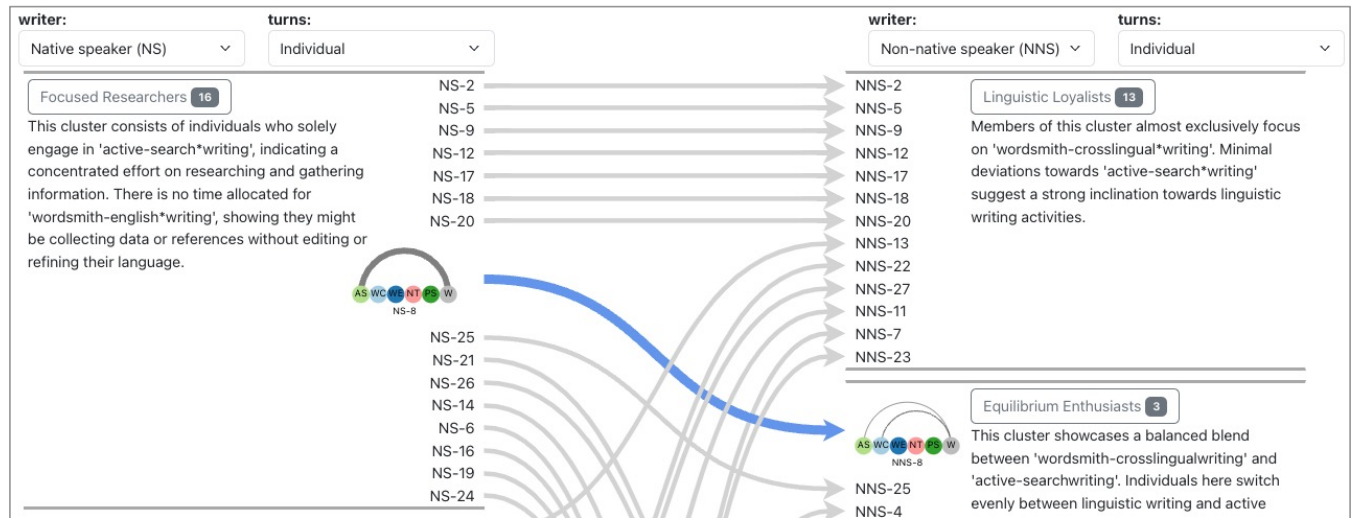 writer:
turns:
writer:
turns:
Native speaker (NS)
Individual
Non-native speaker (NNS)
Individual
Focused Researchers 16
This cluster consists of individuals who solely
engage in 'active-search*writing', indicating a
concentrated effort on researching and gathering
information. There is no time allocated for
'wordsmith-english*writing', showing they might
be collecting data or references without editing or
refining their language.
NS-2
NS-5
NS-9
NS-12
NS-17
NS-18
NS-20
AS WC WE NT PS W
NS-8
NS-25
NS-21
NS-26
NS-14
NS-6
NS-16
NS-19
NS-24
NNS-2
NNS-5
NNS-9
NNS-12
NNS-17
NNS-18
NNS-20
NNS-13
NNS-22
NNS-27
NNS-11
NNS-7
NNS-23
Linguistic Loyalists 13
Members of this cluster almost exclusively focus
on 'wordsmith-crosslingual*writing'. Minimal
deviations towards 'active-search*writing'
suggest a strong inclination towards linguistic
writing activities.
AS WC WE NT PS W
NNS-8
NNS-25
NNS-4
Equilibrium Enthusiasts 3
This cluster showcases a balanced blend
between 'wordsmith-crosslingualwriting' and
'active-searchwriting'. Individuals here switch
evenly between linguistic writing and active